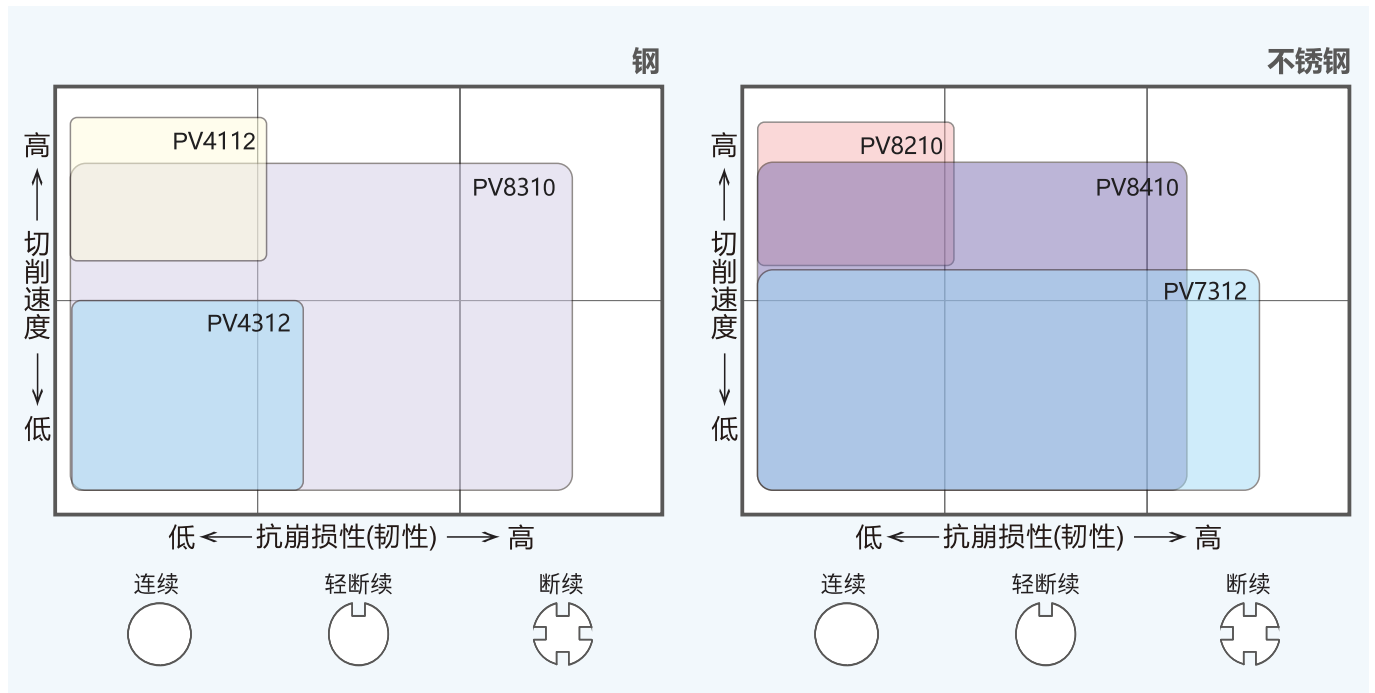 钢
PV4112
PV8310
PV4312
高
切削速度
低
低 抗崩损性(韧性) 高
连续 轻断续 断续
不锈钢
PV8210
PV8410
PV7312
高
切削速度
低
低 抗崩损性(韧性) 高
连续 轻断续 断续